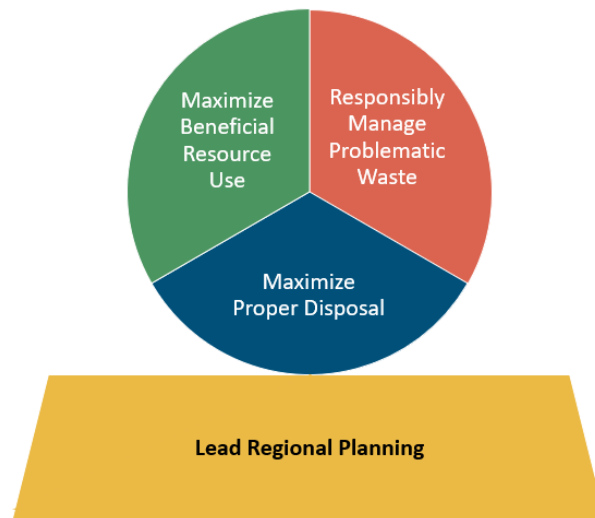 Maximize
Beneficial
Resource
Use
Responsibly
Manage
Problematic
Waste
Maximize
Proper Disposal
Lead Regional Planning